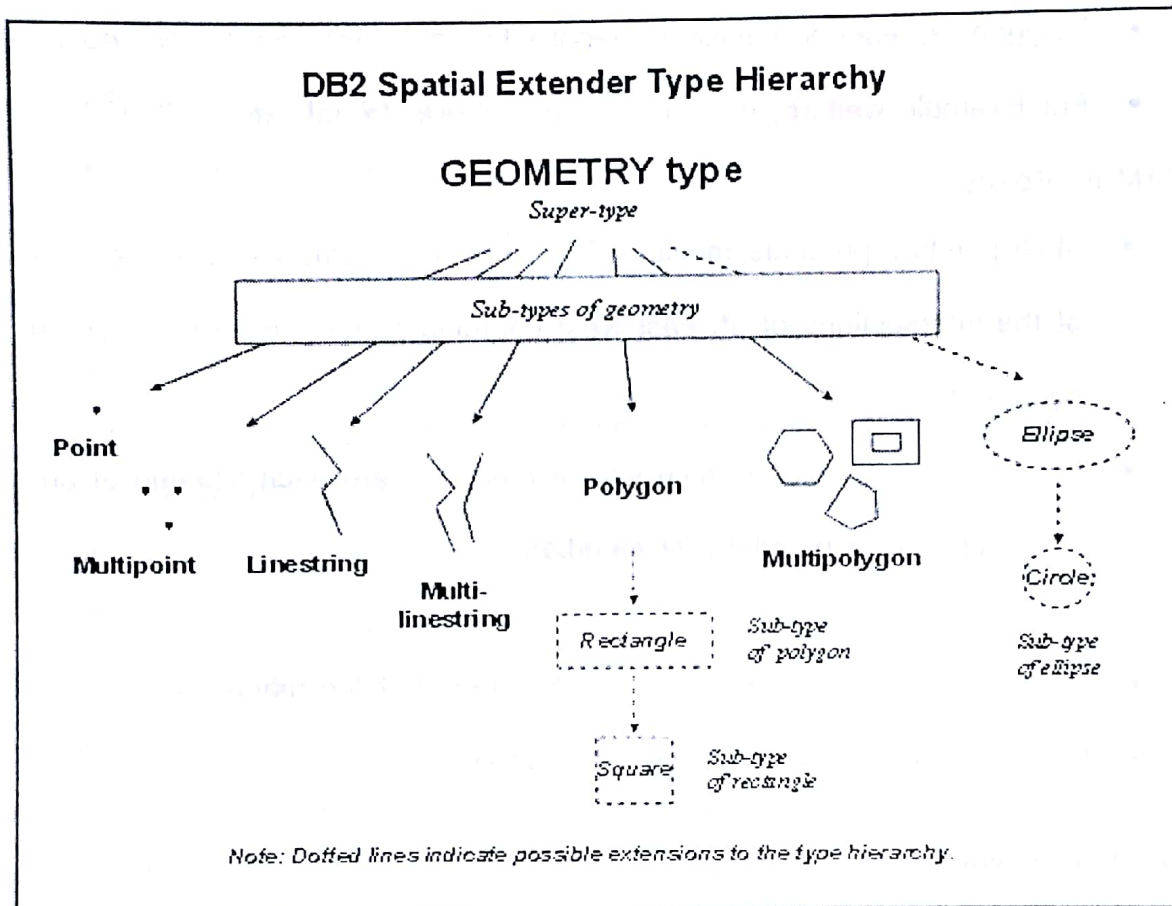 DB2 Spatial Extender Type Hierarchy
GEOMETRY type
Super-type
Sub-types of geometry
Point
Multipoint
Linestring
Multi-
linestring
Polygon
Multipolygon
Ellipse
Circle
Sub-type
of ellipse
Rectangle
Sub-type
of polygon
Square
Sub-type
of rectangle
Note: Dotted lines indicate possible extensions to the type hierarchy.